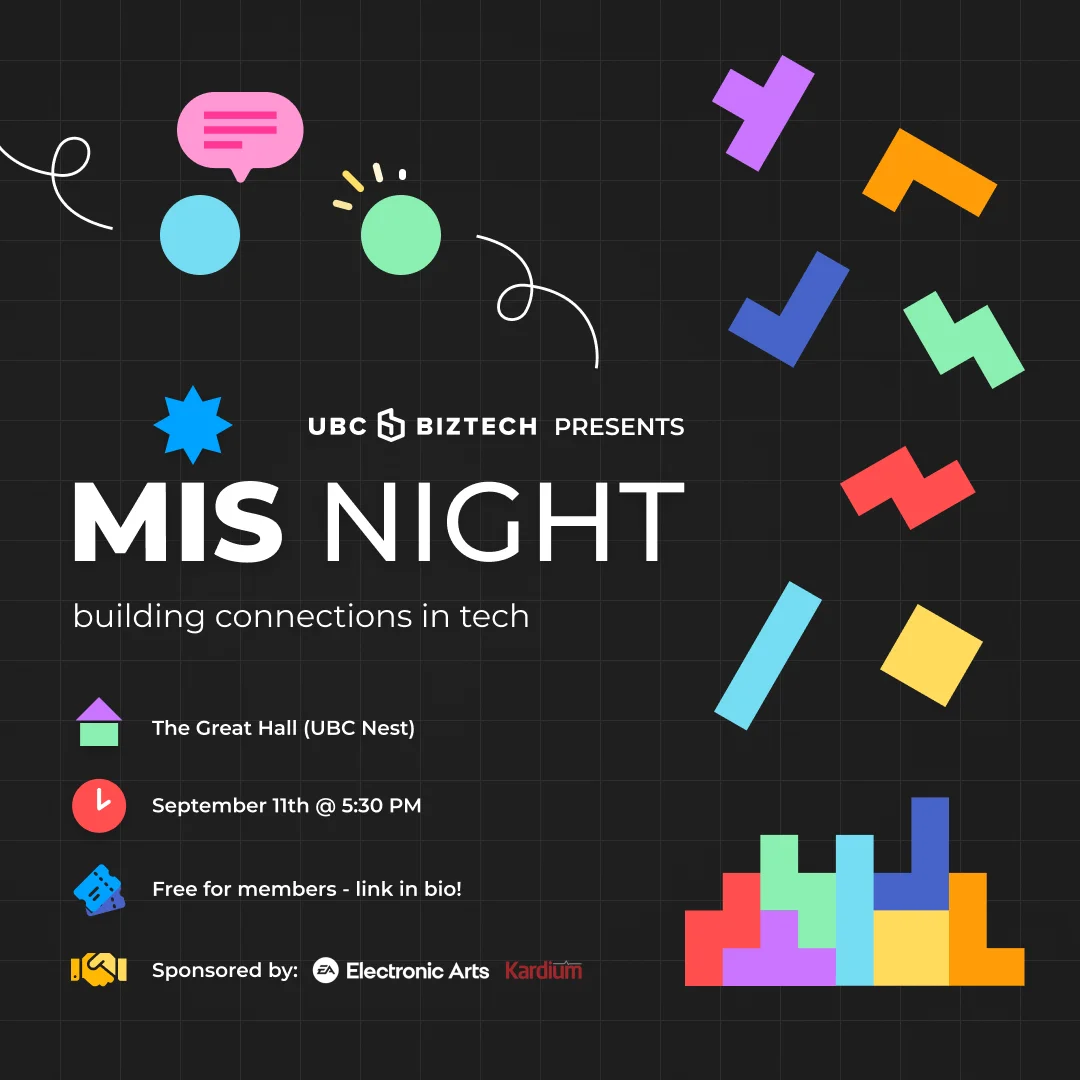 UBC BIZTECH PRESENTS
MIS NIGHT
building connections in tech
The Great Hall (UBC Nest)
September 11th @ 5:30 PM
Free for members - link in bio!
Sponsored by: EA Electronic Arts Kardium